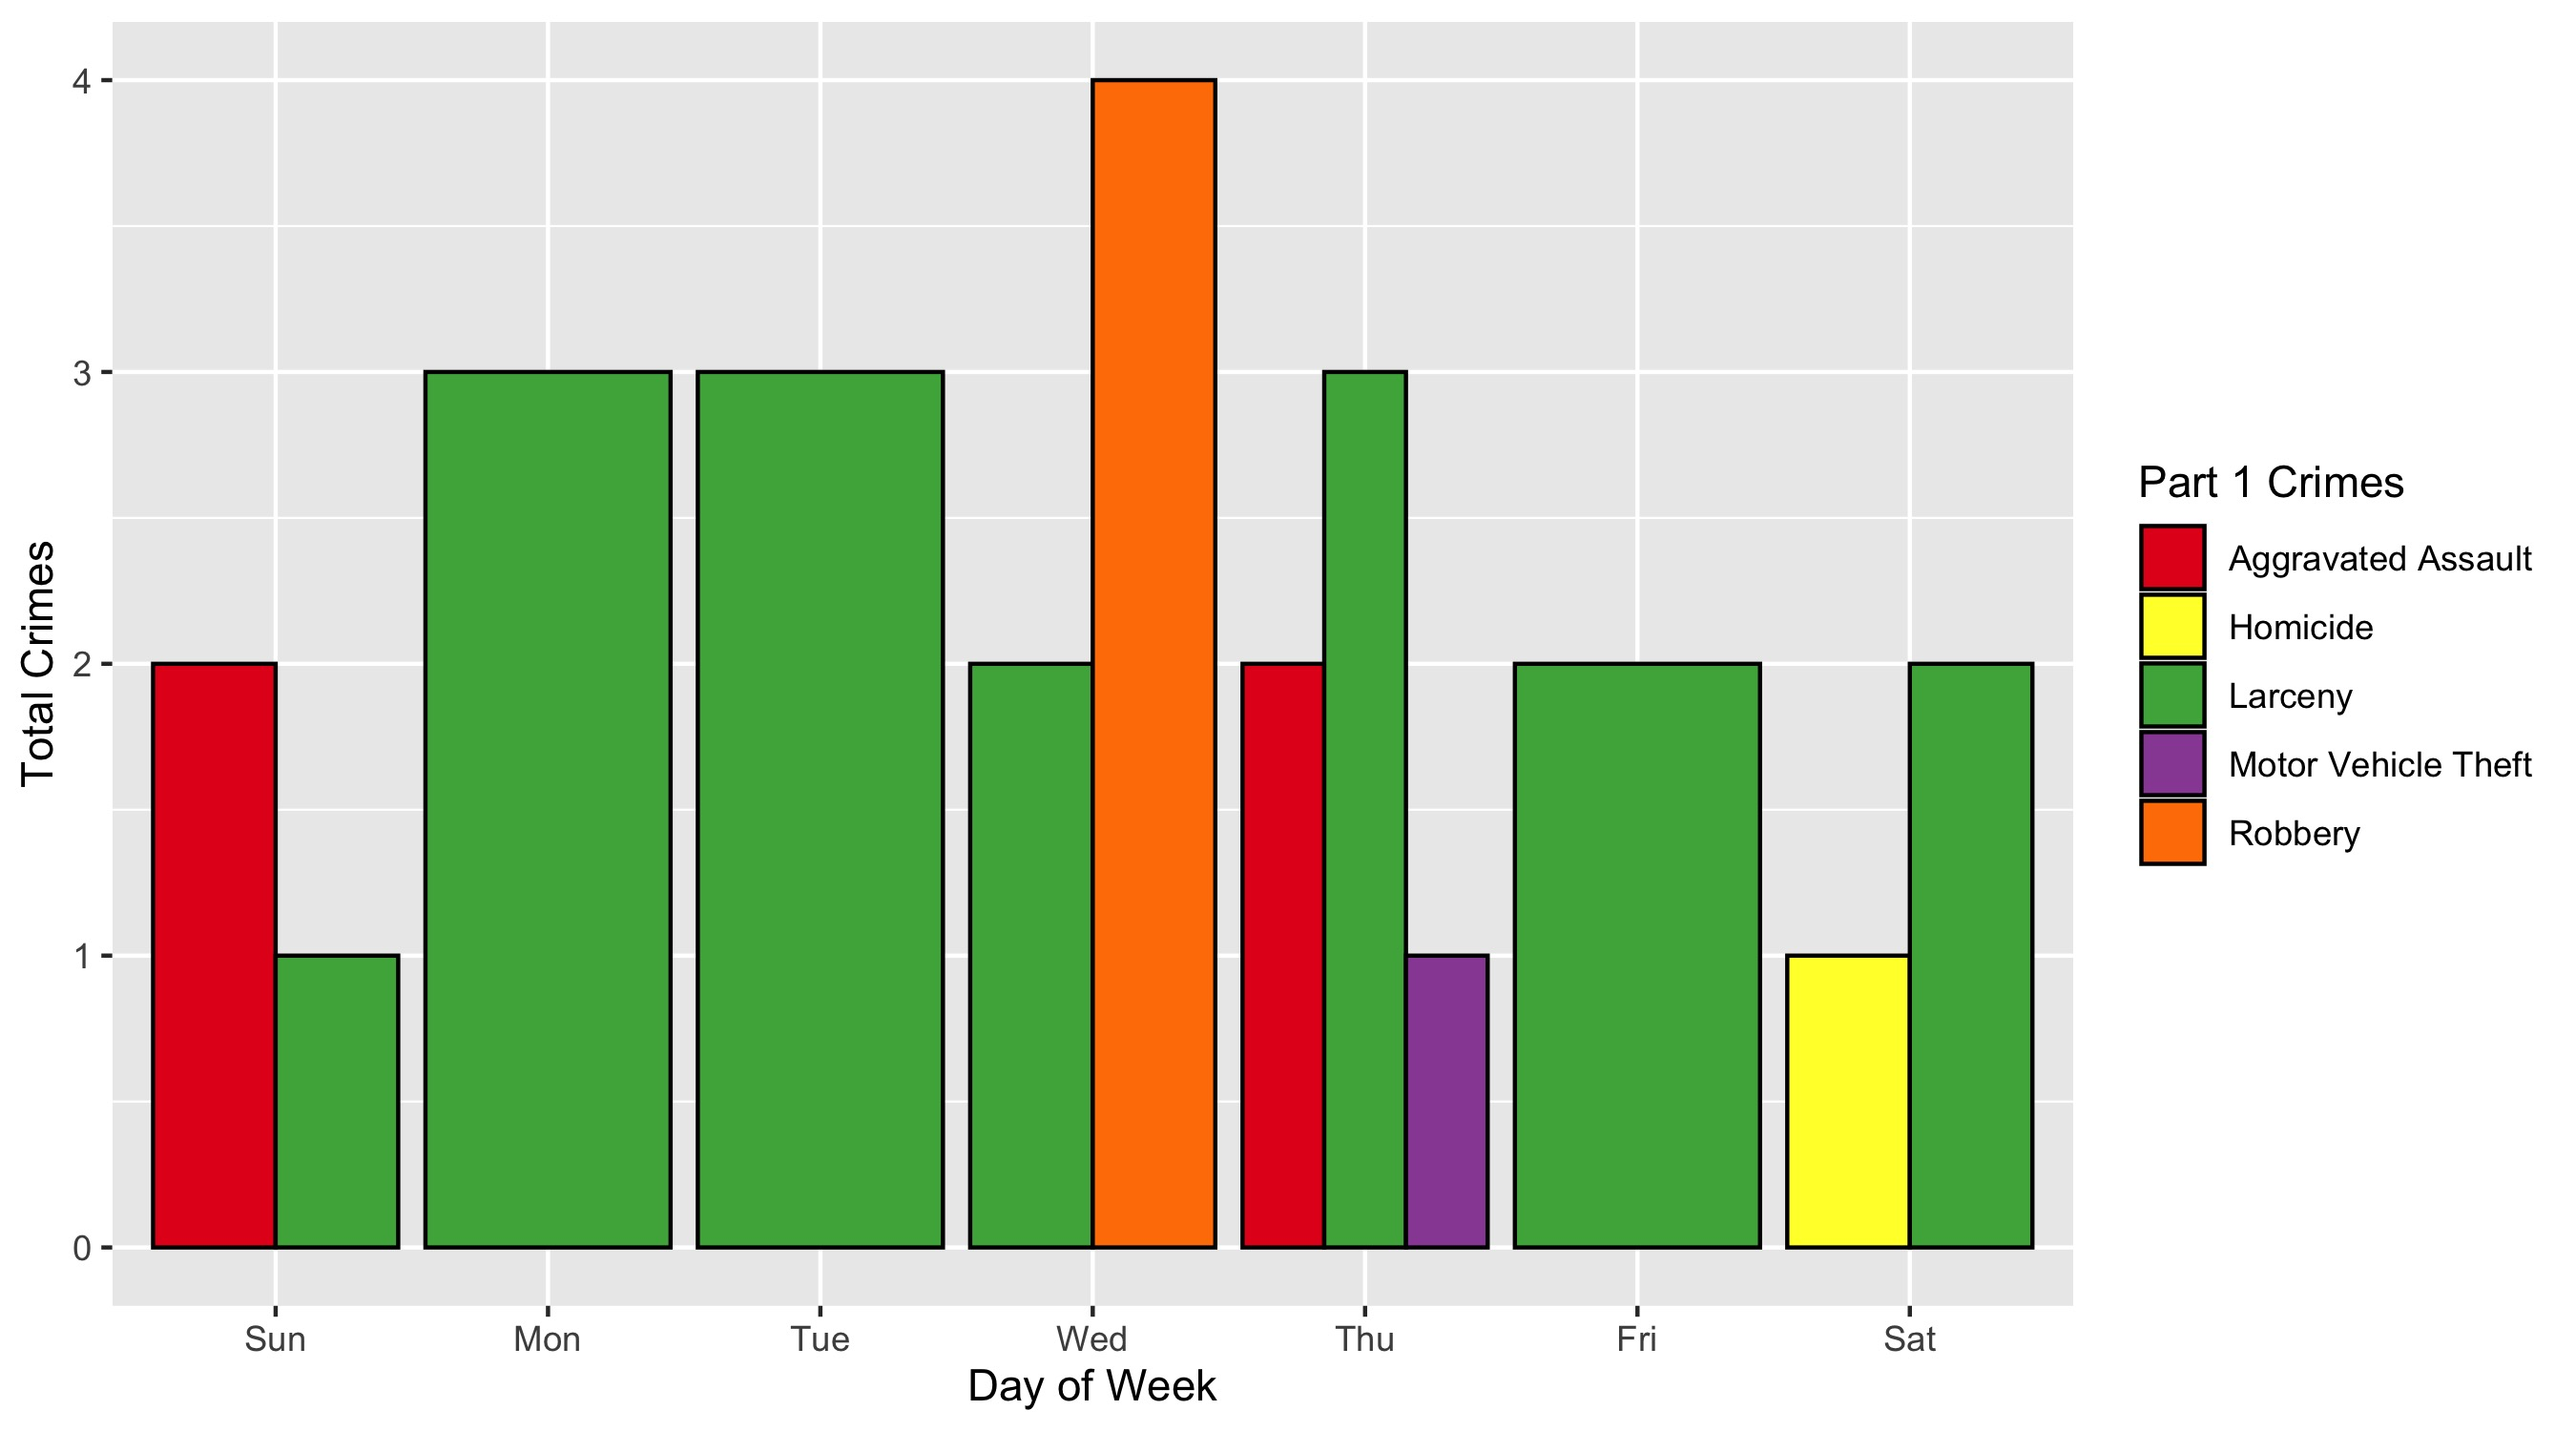 4
3
2
1
0
Total Crimes
Sun Mon Tue Wed Thu Fri Sat
Day of Week
Part 1 Crimes
Aggravated Assault
Homicide
Larceny
Motor Vehicle Theft
Robbery